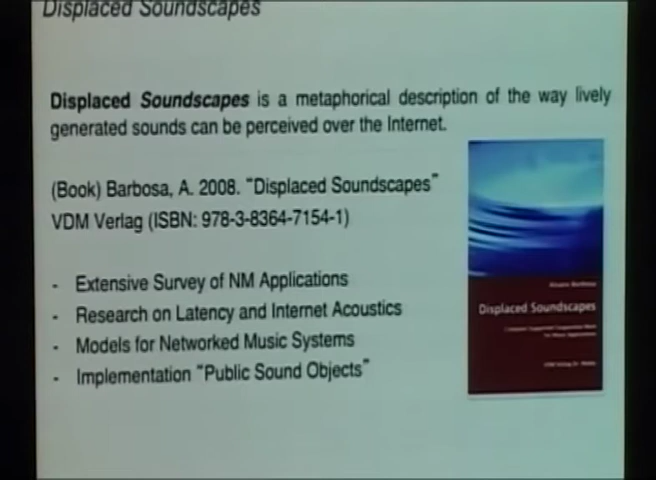 Displaced Soundscapes
Displaced Soundscapes is a metaphorical description of the way lively
generated sounds can be perceived over the Internet.
(Book) Barbosa, A. 2008. "Displaced Soundscapes"
VDM Verlag (ISBN: 978-3-8364-7154-1)
- Extensive Survey of NM Applications
- Research on Latency and Internet Acoustics
- Models for Networked Music Systems
- Implementation "Public Sound Objects"
Displaced Soundscapes